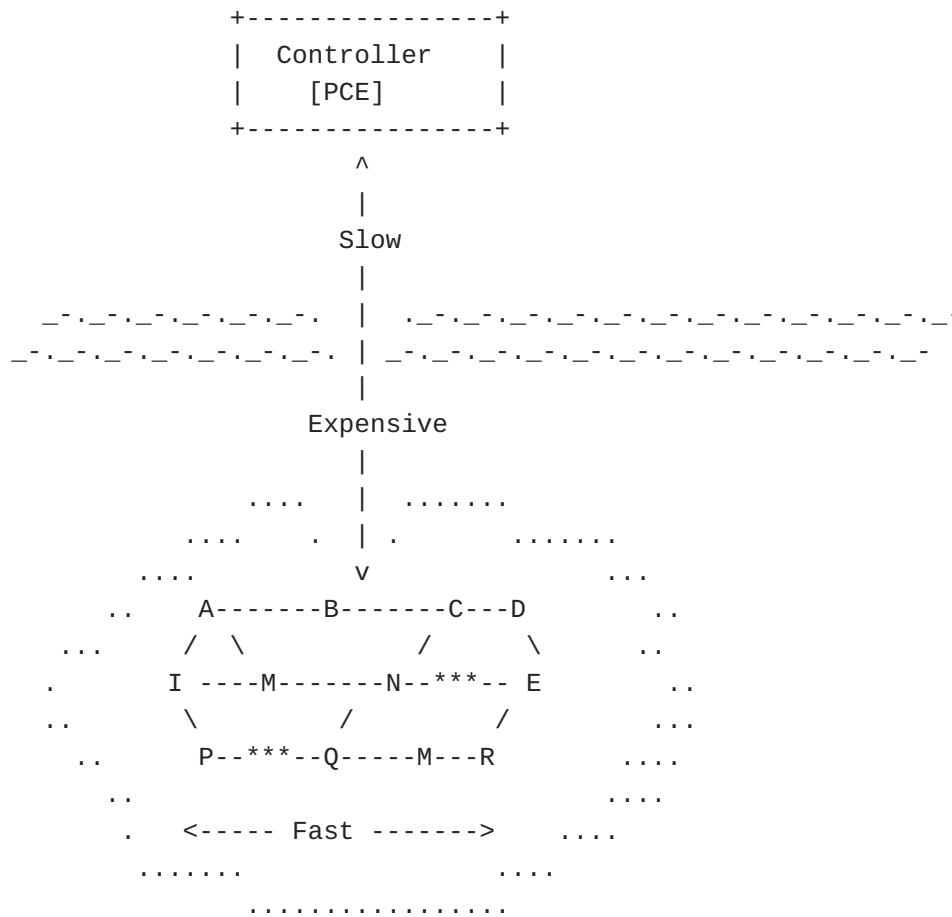 +----------------+
|  Controller    |
|    [PCE]       |
+----------------+
^
|
Slow
|
_-._-._-._-._-._-.  |  ._-._-._-._-._-._-._-._-._-._-
_-._-._-._-._-._-._-. | _-._-._-._-._-._-._-._-._-._-
|
Expensive
|
....   |  .......
....    .  | .       .......
....          v               ...
..    A-------B-------C---D        ..
...     / \           /      \      ..
.       I ----M-------N--***-- E        ..
..       \         /         /         ...
..      P--***--Q-----M---R        ....
..                               ....
.   <----- Fast ------->    ....
.......                ....
.................